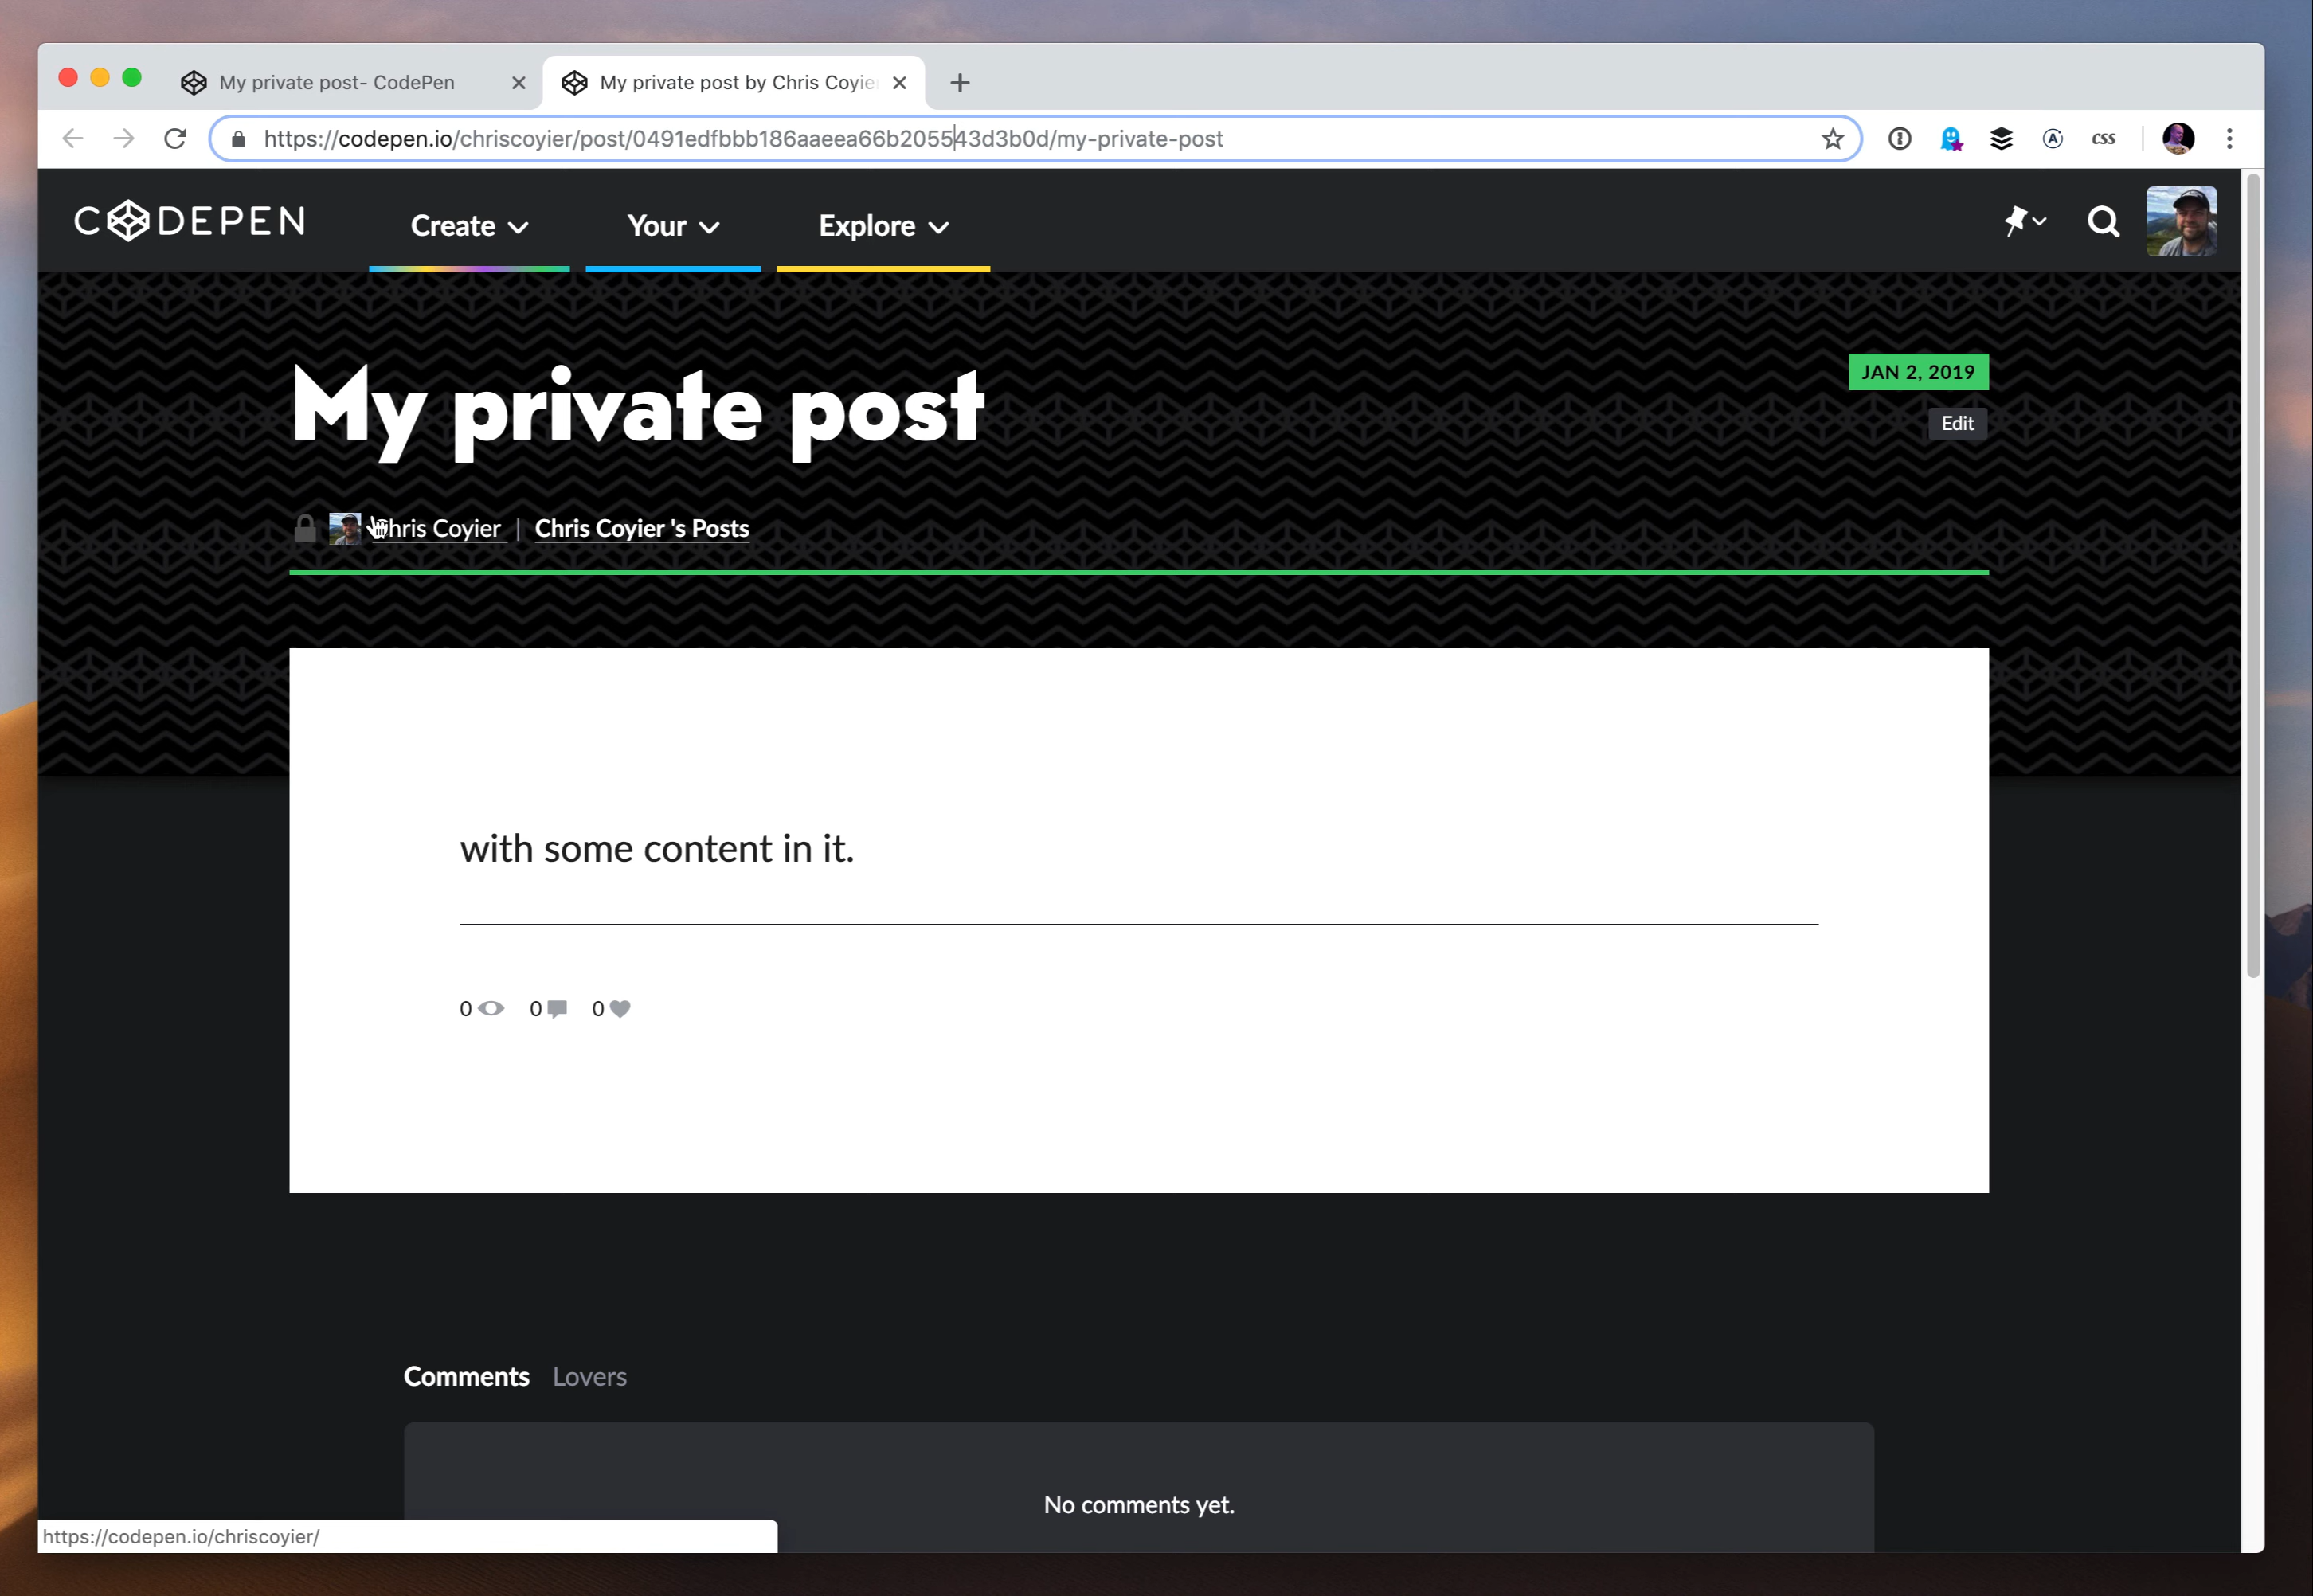 My private post- CodePen
My private post by Chris Coyie
https://codepen.io/chriscoyier/post/0491edfbbb186aaeea66b205543d3b0d/my-private-post
css
CODEPEN
Create
Your
Explore
My private post
JAN 2, 2019
Edit
Chris Coyier | Chris Coyier 's Posts
with some content in it.
0 0 0
Comments Lovers
No comments yet.
https://codepen.io/chriscoyier/